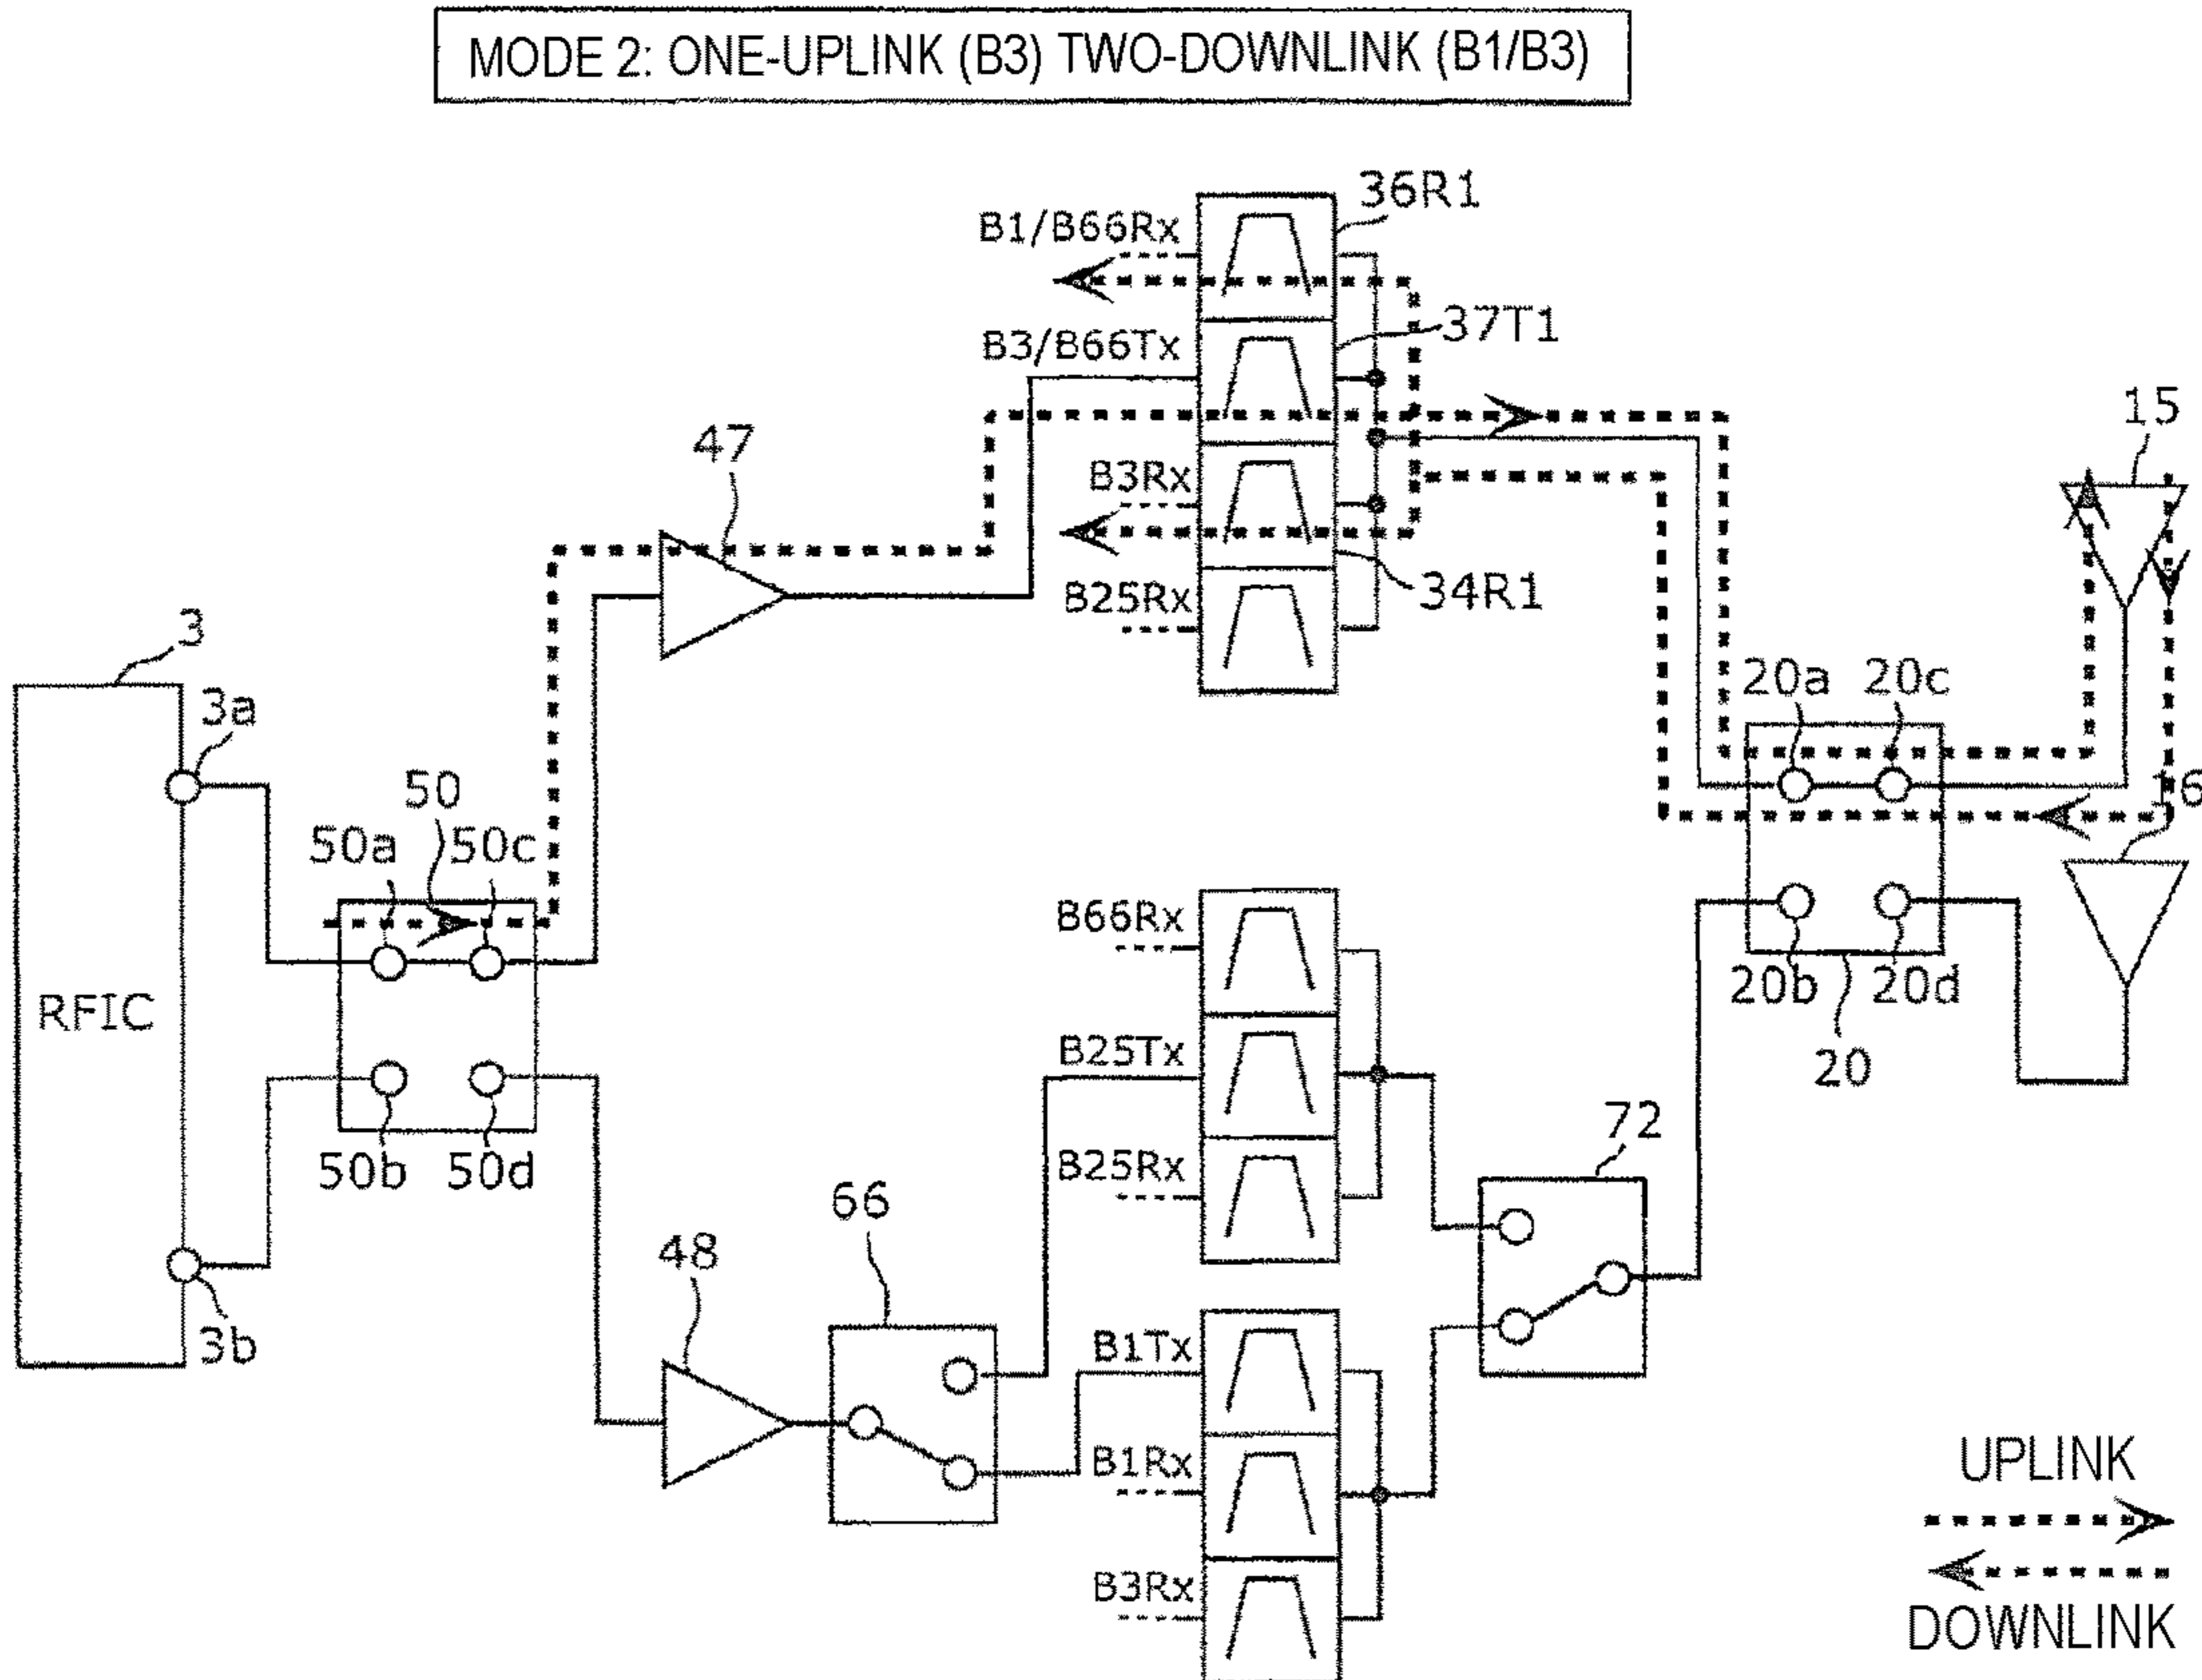 MODE 2: ONE-UPLINK (B3) TWO-DOWNLINK (B1/B3)
36R1
B1/B66Rx
37T1
B3/B66Tx
15
47
B3Rx
34R1
B25Rx
3
3a
20a
20c
50
16
50a
50c
B66Rx
20b
20d
RFIC
B25Tx
20
72
50b
50d
B25Rx
66
48
B1Tx
3b
B1Rx
UPLINK
B3Rx
DOWNLINK